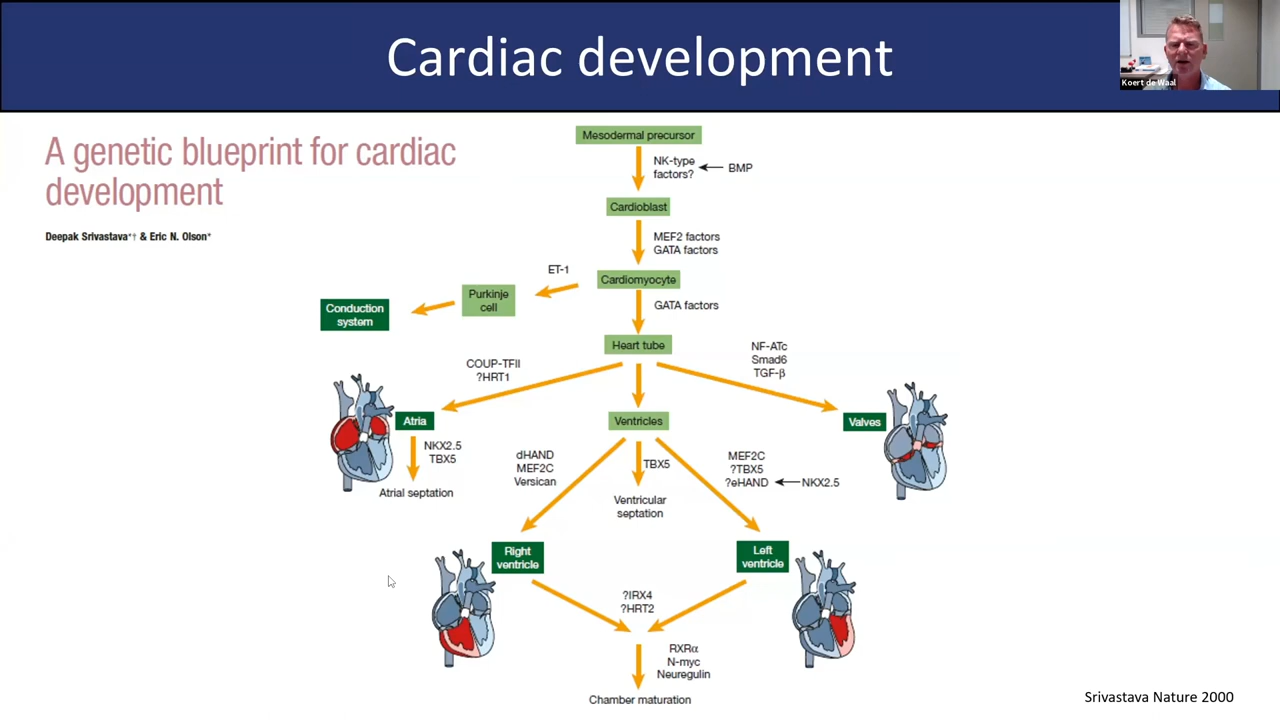 Cardiac development
Koert de Waal
A genetic blueprint for cardiac
development
Deepak Srivastava*† & Eric N. Olson*
Mesodermal precursor
NK-type
factors?
BMP
Cardioblast
MEF2 factors
GATA factors
ET-1
Cardiomyocyte
Purkinje
cell
Conduction
system
GATA factors
Heart tube
COUP-TFII
?HRT1
NF-ATc
Smad6
TGF-β
Atria
Ventricles
Valves
NKX2.5
TBX5
Atrial septation
dHAND
MEF2C
Versican
TBX5
Ventricular
septation
MEF2C
?TBX5
?eHAND
NKX2.5
Right
ventricle
Left
ventricle
?IRX4
?HRT2
RXRα
N-myc
Neuregulin
Chamber maturation
Srivastava Nature 2000